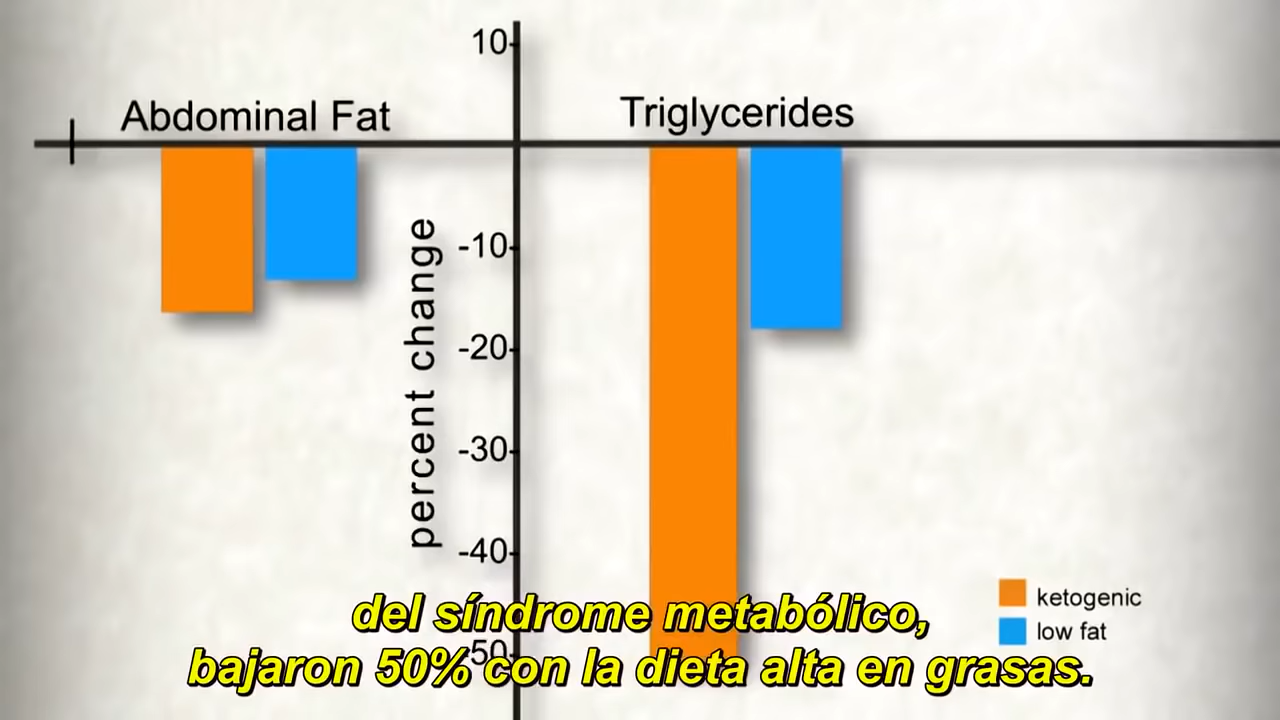 10
Abdominal Fat
Triglycerides
percent change
-10
-20
-30
-40
50
ketogenic
low fat
del síndrome metabólico,
bajaron 50% con la dieta alta en grasas.